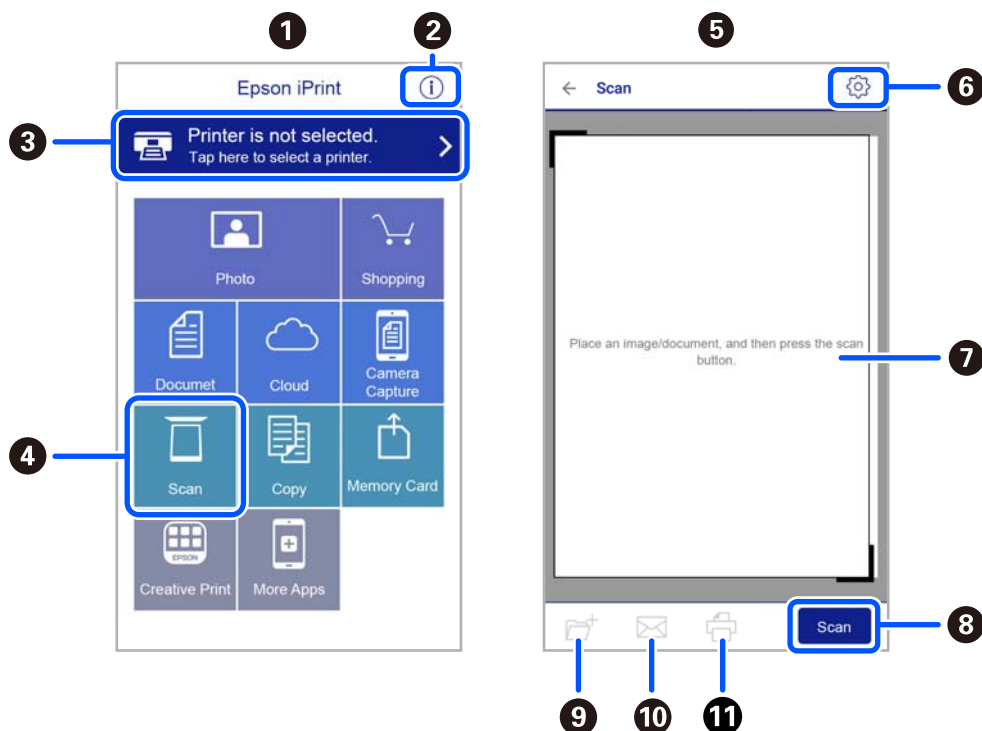 1
2
Epson iPrint
3
Printer is not selected.
Tap here to select a printer.
Photo
Shopping
Documet
Cloud
Camera
Capture
4
Scan
Copy
Memory Card
EPSON
Creative Print
More Apps
5
Scan
6
Place an image/document, and then press the scan
button.
7
Scan
8
9
10
11